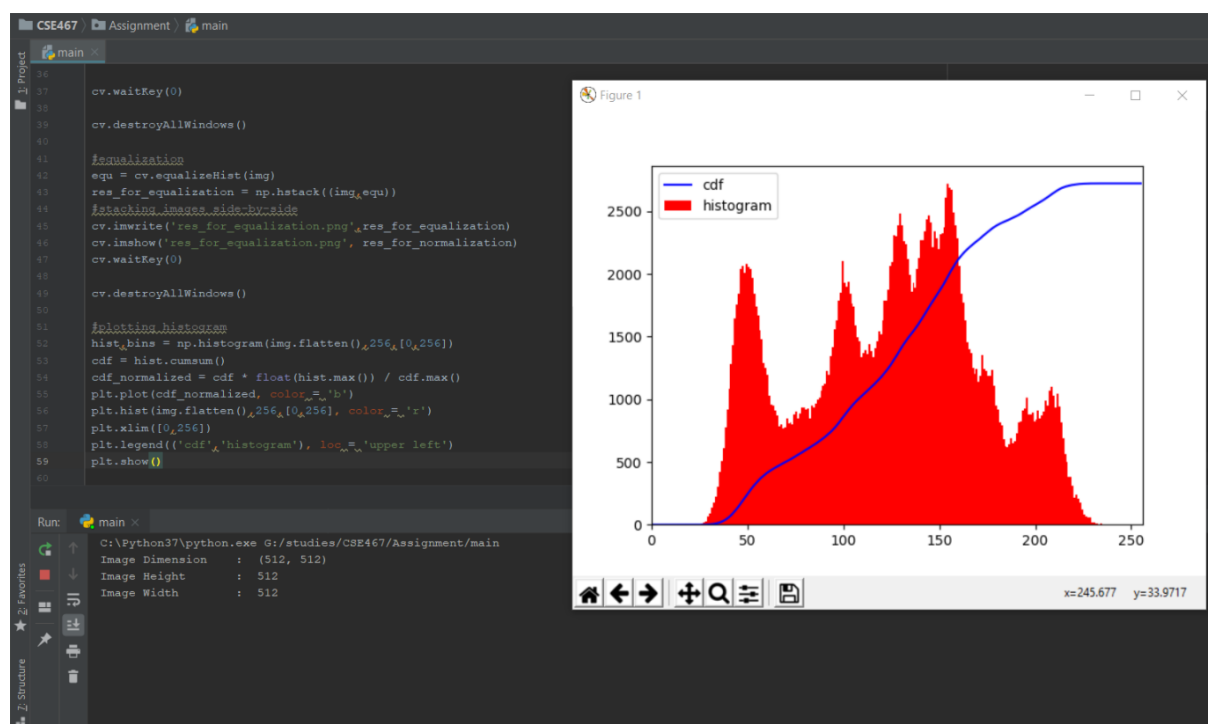 CSE467 Assignment main
main
1: Project
36
37 cv.waitKey(0)
38
39 cv.destroyAllWindows()
40
41 #equalization
42 equ = cv.equalizeHist(img)
43 res_for_equalization = np.hstack((img,equ))
44 #stacking images side-by-side
45 cv.imwrite('res_for_equalization.png',res_for_equalization)
46 cv.imshow('res_for_equalization.png', res_for_normalization)
47 cv.waitKey(0)
48
49 cv.destroyAllWindows()
50
51 #plotting histogram
52 hist,bins = np.histogram(img.flatten(),256,[0,256])
53 cdf = hist.cumsum()
54 cdf_normalized = cdf * float(hist.max()) / cdf.max()
55 plt.plot(cdf_normalized, color = 'b')
56 plt.hist(img.flatten(),256,[0,256], color = 'r')
57 plt.xlim([0,256])
58 plt.legend(('cdf','histogram'), loc = 'upper left')
59 plt.show()
60
Figure 1
cdf
histogram
2500
2000
1500
1000
500
0
0 50 100 150 200 250
x=245.677 y=33.9717
Run: main
C:\Python37\python.exe G:/studies/CSE467/Assignment/main
Image Dimension : (512, 512)
Image Height : 512
Image Width : 512
2: Favorites
7: Structure